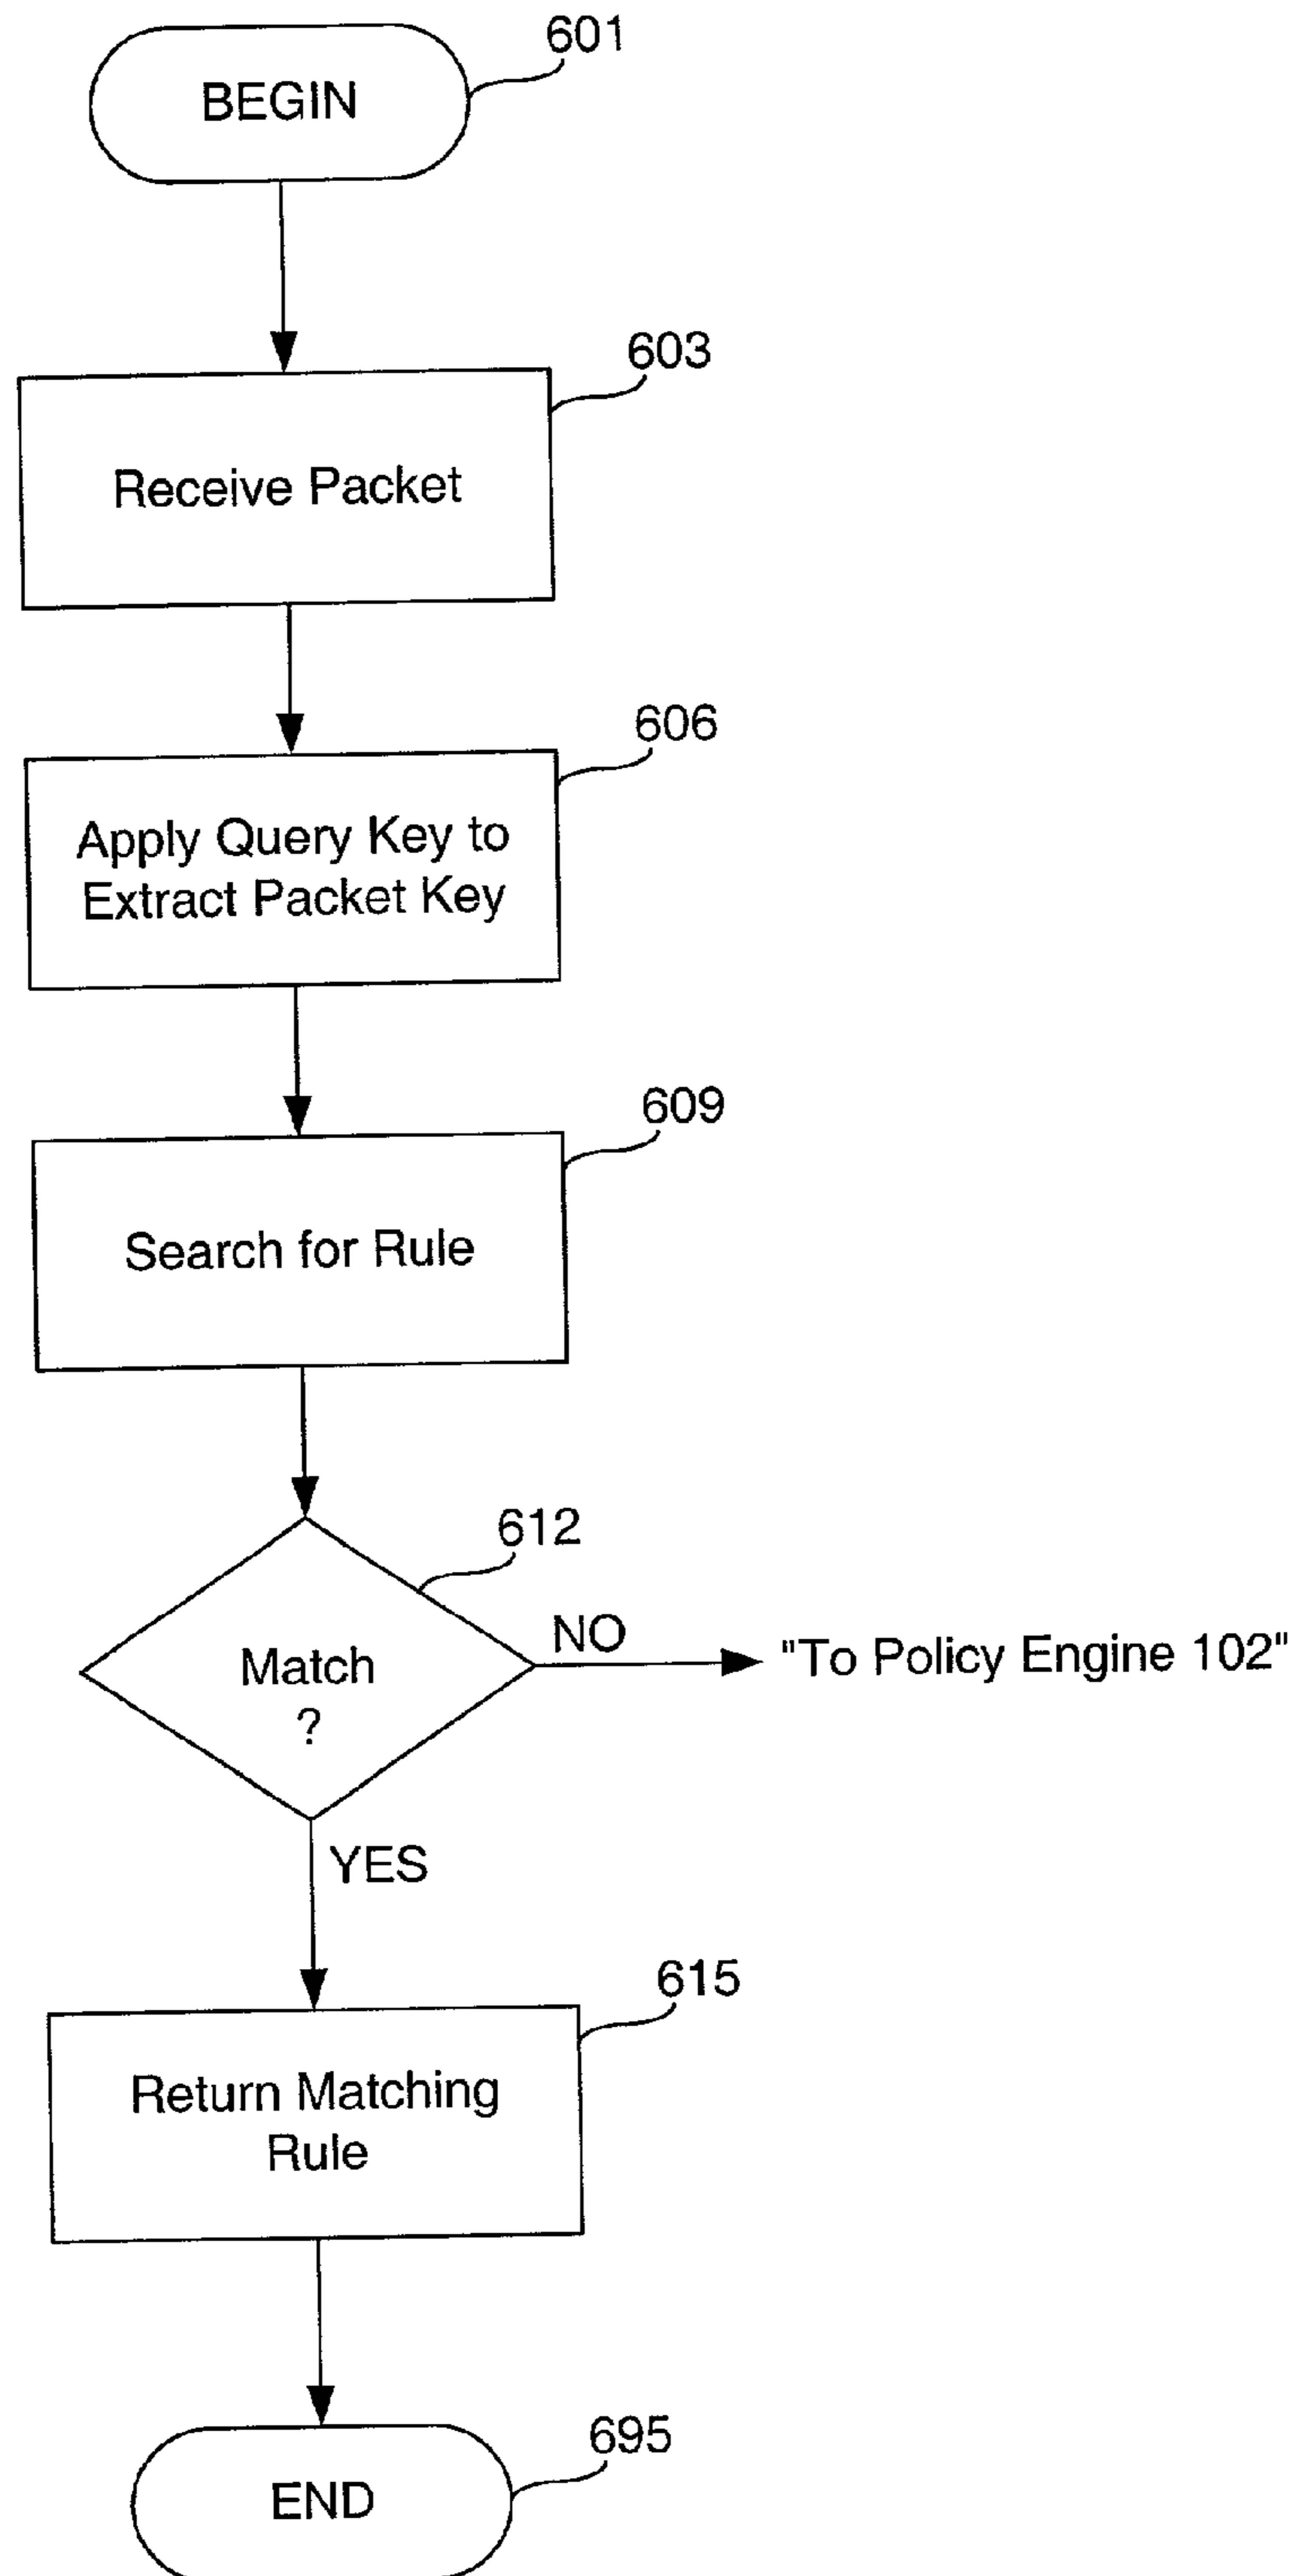 601
BEGIN
603
Receive Packet
606
Apply Query Key to
Extract Packet Key
609
Search for Rule
612
Match
?
NO
"To Policy Engine 102"
YES
615
Return Matching
Rule
695
END